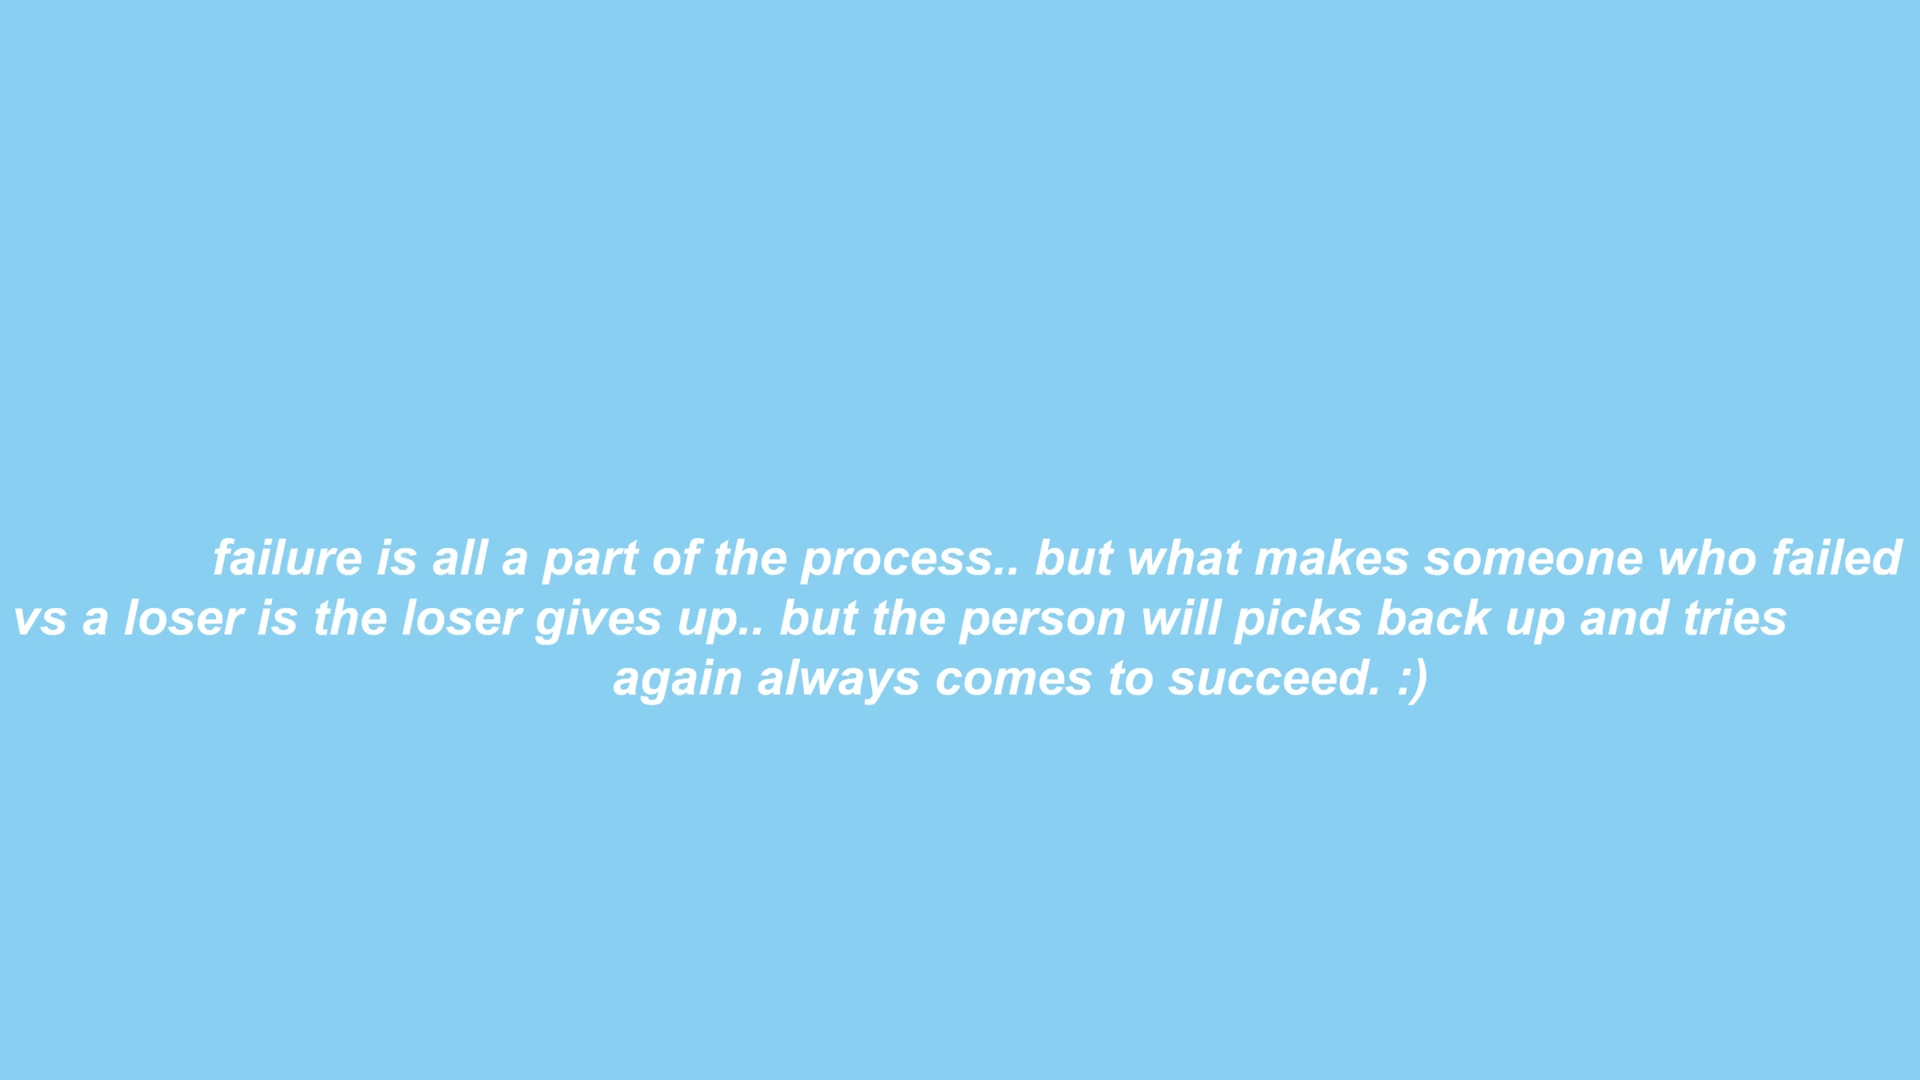 failure is all a part of the process.. but what makes someone who failed
vs a loser is the loser gives up.. but the person will picks back up and tries
again always comes to succeed. :)